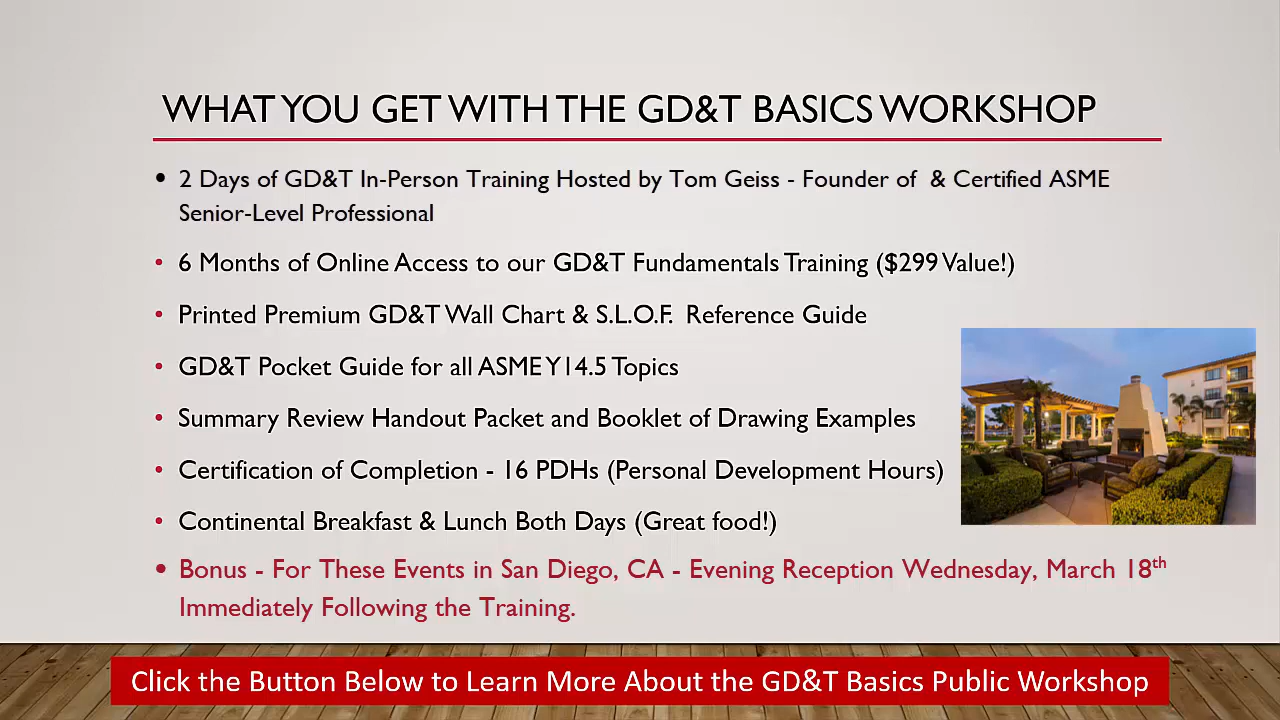 WHAT YOU GET WITH THE GD&T BASICS WORKSHOP
• 2 Days of GD&T In-Person Training Hosted by Tom Geiss - Founder of & Certified ASME
Senior-Level Professional
• 6 Months of Online Access to our GD&T Fundamentals Training ($299 Value!)
• Printed Premium GD&T Wall Chart & S.L.O.F. Reference Guide
• GD&T Pocket Guide for all ASME Y14.5 Topics
• Summary Review Handout Packet and Booklet of Drawing Examples
• Certification of Completion - 16 PDHs (Personal Development Hours)
• Continental Breakfast & Lunch Both Days (Great food!)
• Bonus - For These Events in San Diego, CA - Evening Reception Wednesday, March 18th
Immediately Following the Training.
Click the Button Below to Learn More About the GD&T Basics Public Workshop